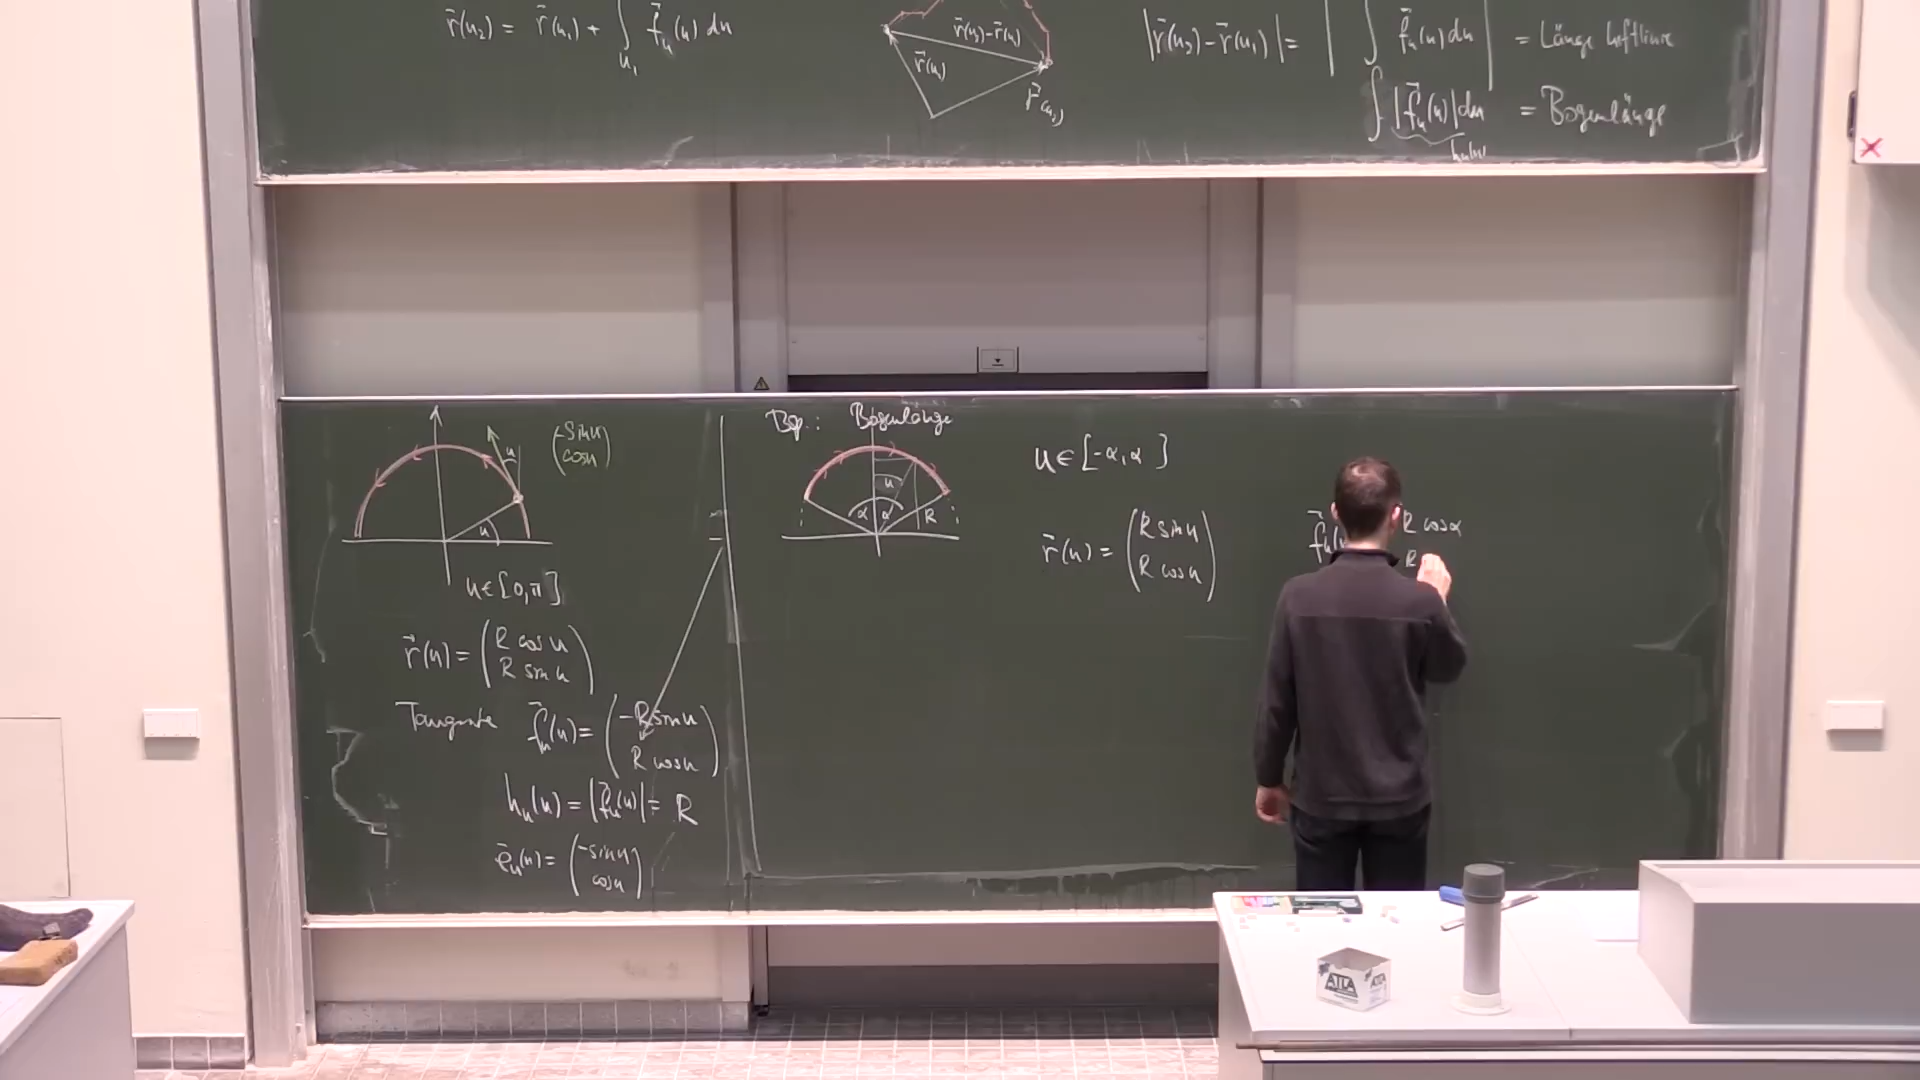 r⃗(u₂) = r⃗(u₁) + ∫ f⃗ᵤ(u) du
u₁
r⃗(u₂)-r⃗(u₁)
r⃗(u₁)
r⃗(u₂)
|r⃗(u₂)-r⃗(u₁)| = | ∫ f⃗ᵤ(u) du | = Länge Luftlinie
∫ |f⃗ᵤ(u)| du = Bogenlänge
hᵤ(u)
u
u
(-sin u
cos u)
u∈[0,π]
r⃗(u) = (R cos u
R sin u)
Tangente f⃗ᵤ(u) = (-R sin u
R cos u)
hᵤ(u) = |f⃗ᵤ(u)| = R
e⃗ᵤ(u) = (-sin u
cos u)
Bsp.: Bogenlänge
u
α α R
u∈[-α,α]
r⃗(u) = (R sin u
R cos u)
f⃗ᵤ(
R cos α
R
ATLA